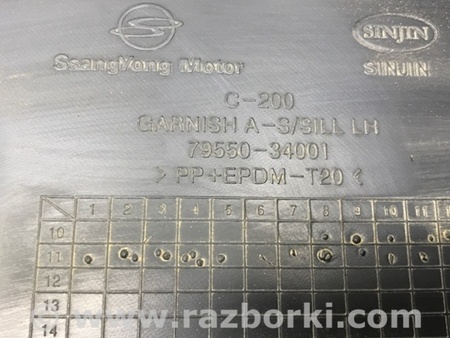 SsangYong Motor
SINJIN
SINJIN
C-200
GARNISH A-S/SILL LH
79550-34001
> PP+EPDM-T20 <
N 1 2 3 4 5 6 7 8 9 10 11
10
11
12
13
14
www.razborki.com